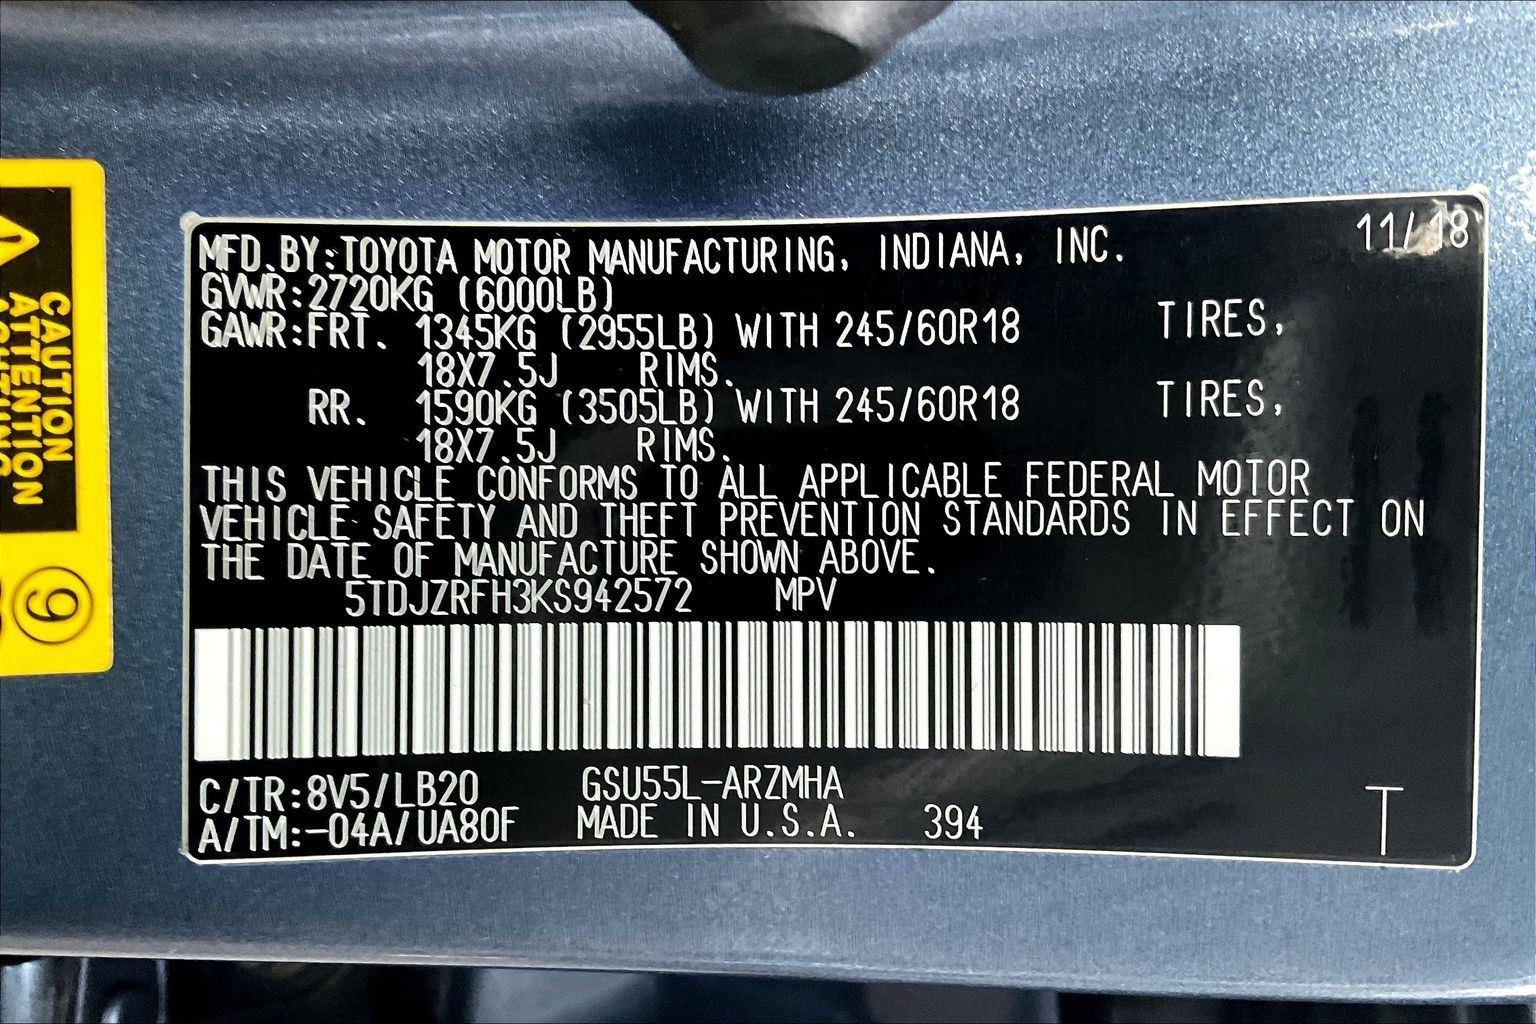 MFD.BY:TOYOTA MOTOR MANUFACTURING, INDIANA, INC. 11/18
GVWR:2720KG (6000LB)
GAWR:FRT. 1345KG (2955LB) WITH 245/60R18 TIRES,
18X7.5J RIMS.
RR. 1590KG (3505LB) WITH 245/60R18 TIRES,
18X7.5J RIMS.
THIS VEHICLE CONFORMS TO ALL APPLICABLE FEDERAL MOTOR
VEHICLE SAFETY AND THEFT PREVENTION STANDARDS IN EFFECT ON
THE DATE OF MANUFACTURE SHOWN ABOVE.
5TDJZRFH3KS942572 MPV
C/TR:8V5/LB20 GSU55L-ARZMHA
A/TM:-04A/UA80F MADE IN U.S.A. 394 T
CAUTION
ATTENTION
9